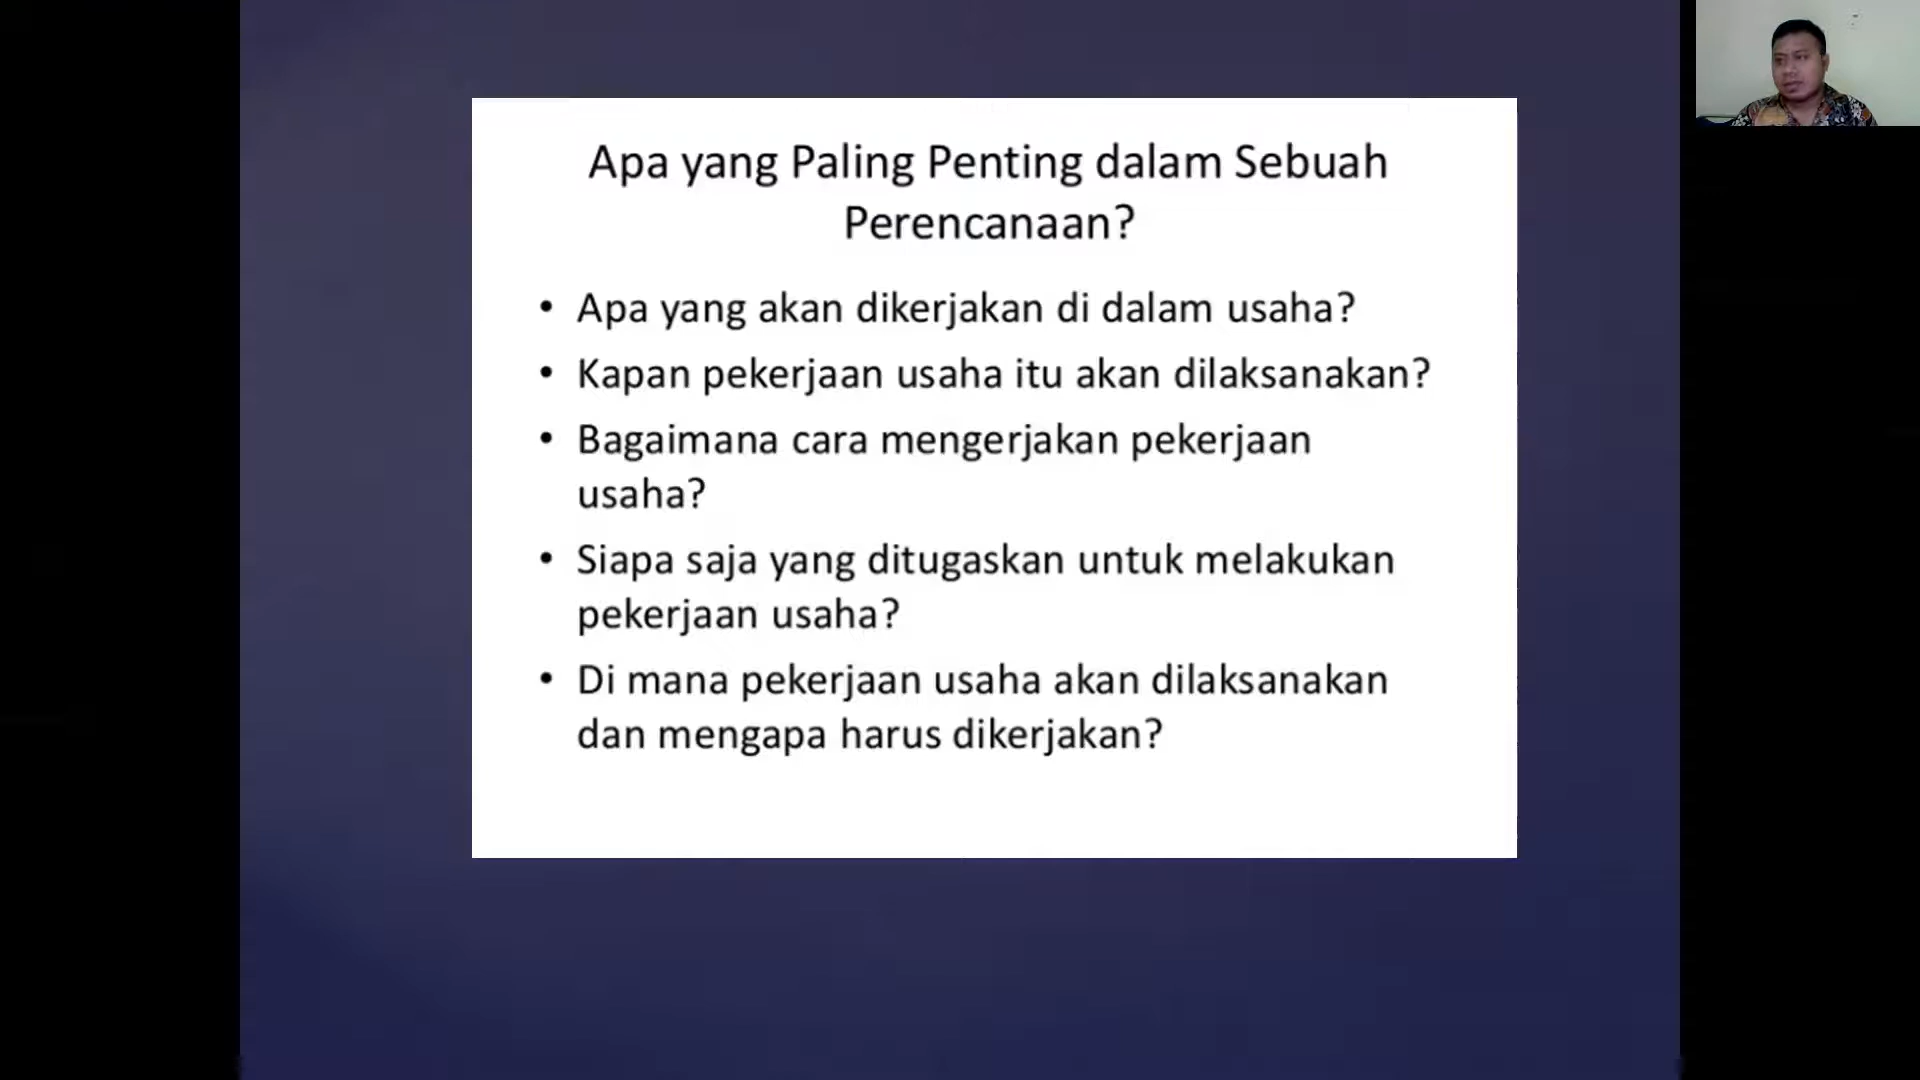 Apa yang Paling Penting dalam Sebuah
Perencanaan?
• Apa yang akan dikerjakan di dalam usaha?
• Kapan pekerjaan usaha itu akan dilaksanakan?
• Bagaimana cara mengerjakan pekerjaan
usaha?
• Siapa saja yang ditugaskan untuk melakukan
pekerjaan usaha?
• Di mana pekerjaan usaha akan dilaksanakan
dan mengapa harus dikerjakan?